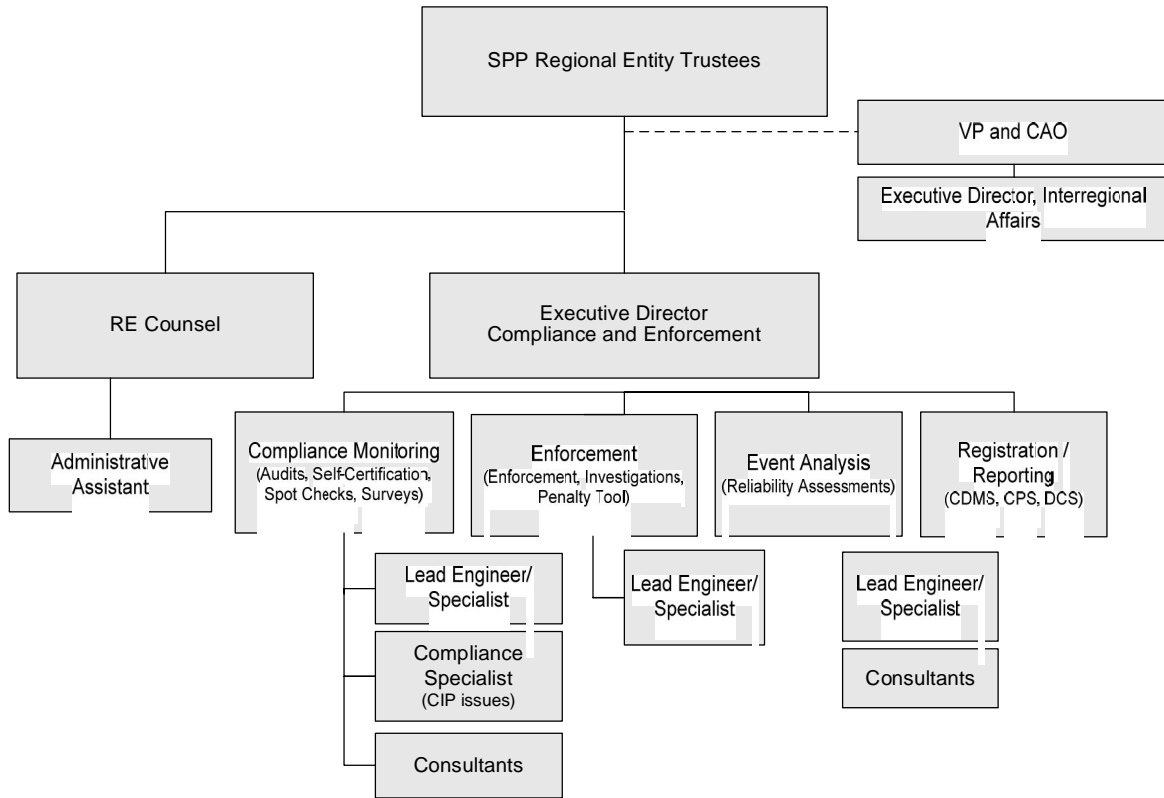 SPP Regional Entity Trustees
VP and CAO
Executive Director, Interregional
Affairs
RE Counsel
Executive Director
Compliance and Enforcement
Administrative
Assistant
Compliance Monitoring
(Audits, Self-Certification,
Spot Checks, Surveys)
Enforcement
(Enforcement, Investigations,
Penalty Tool)
Event Analysis
(Reliability Assessments)
Registration /
Reporting
(CDMS, CPS, DCS)
Lead Engineer/
Specialist
Compliance
Specialist
(CIP issues)
Consultants
Lead Engineer/
Specialist
Lead Engineer/
Specialist
Consultants